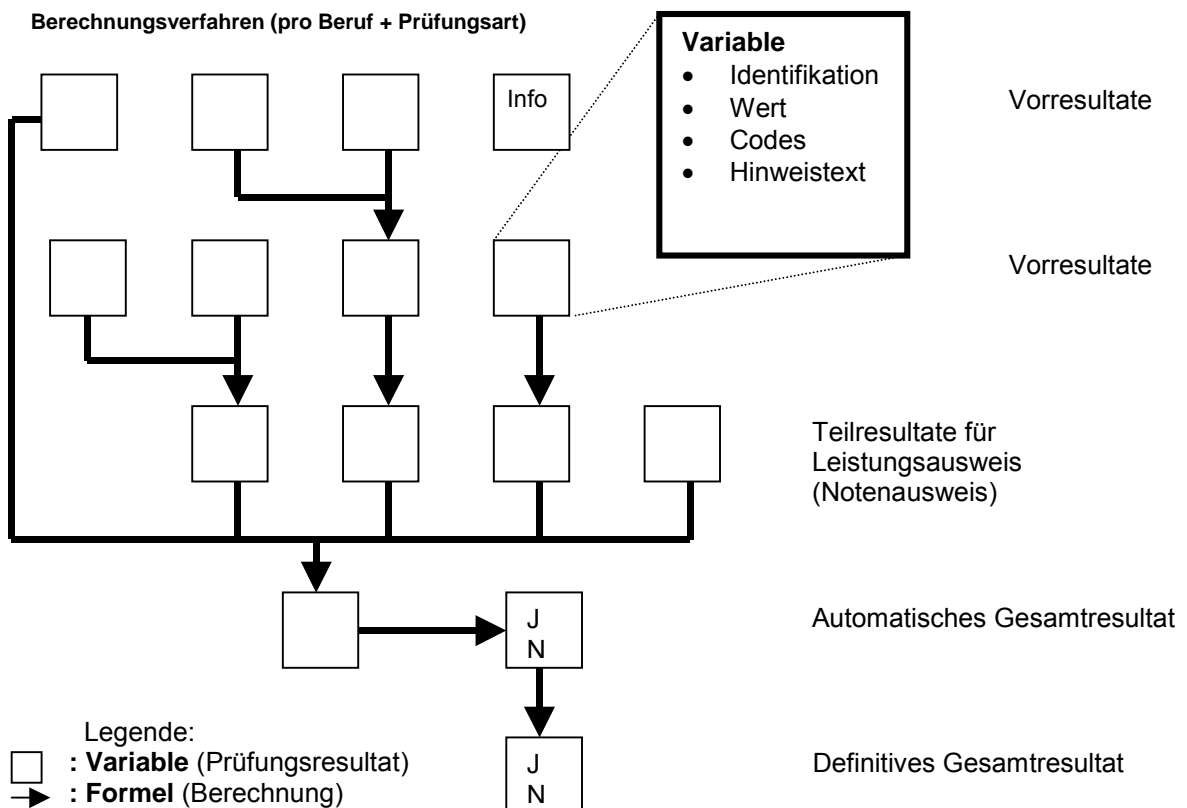 Berechnungsverfahren (pro Beruf + Prüfungsart)
Variable
• Identifikation
• Wert
• Codes
• Hinweistext
Info
Vorresultate
Vorresultate
Teilresultate für
Leistungsausweis
(Notenausweis)
J
N
Automatisches Gesamtresultat
Legende:
: Variable (Prüfungsresultat)
: Formel (Berechnung)
J
N
Definitives Gesamtresultat